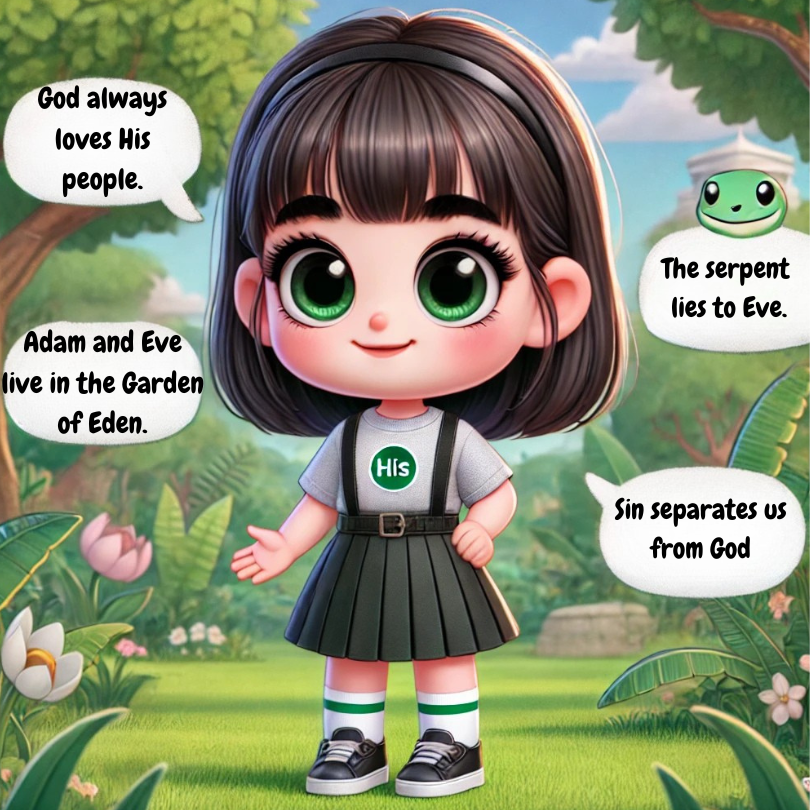 God always
loves His
people.
Adam and Eve
live in the Garden
of Eden.
His
The serpent
lies to Eve.
Sin separates us
from God